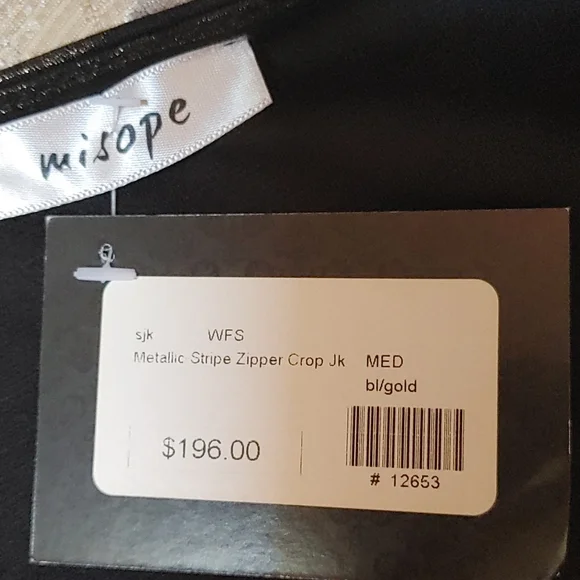 misope
sjk WFS
Metallic Stripe Zipper Crop Jk MED
bl/gold
$196.00
# 12653